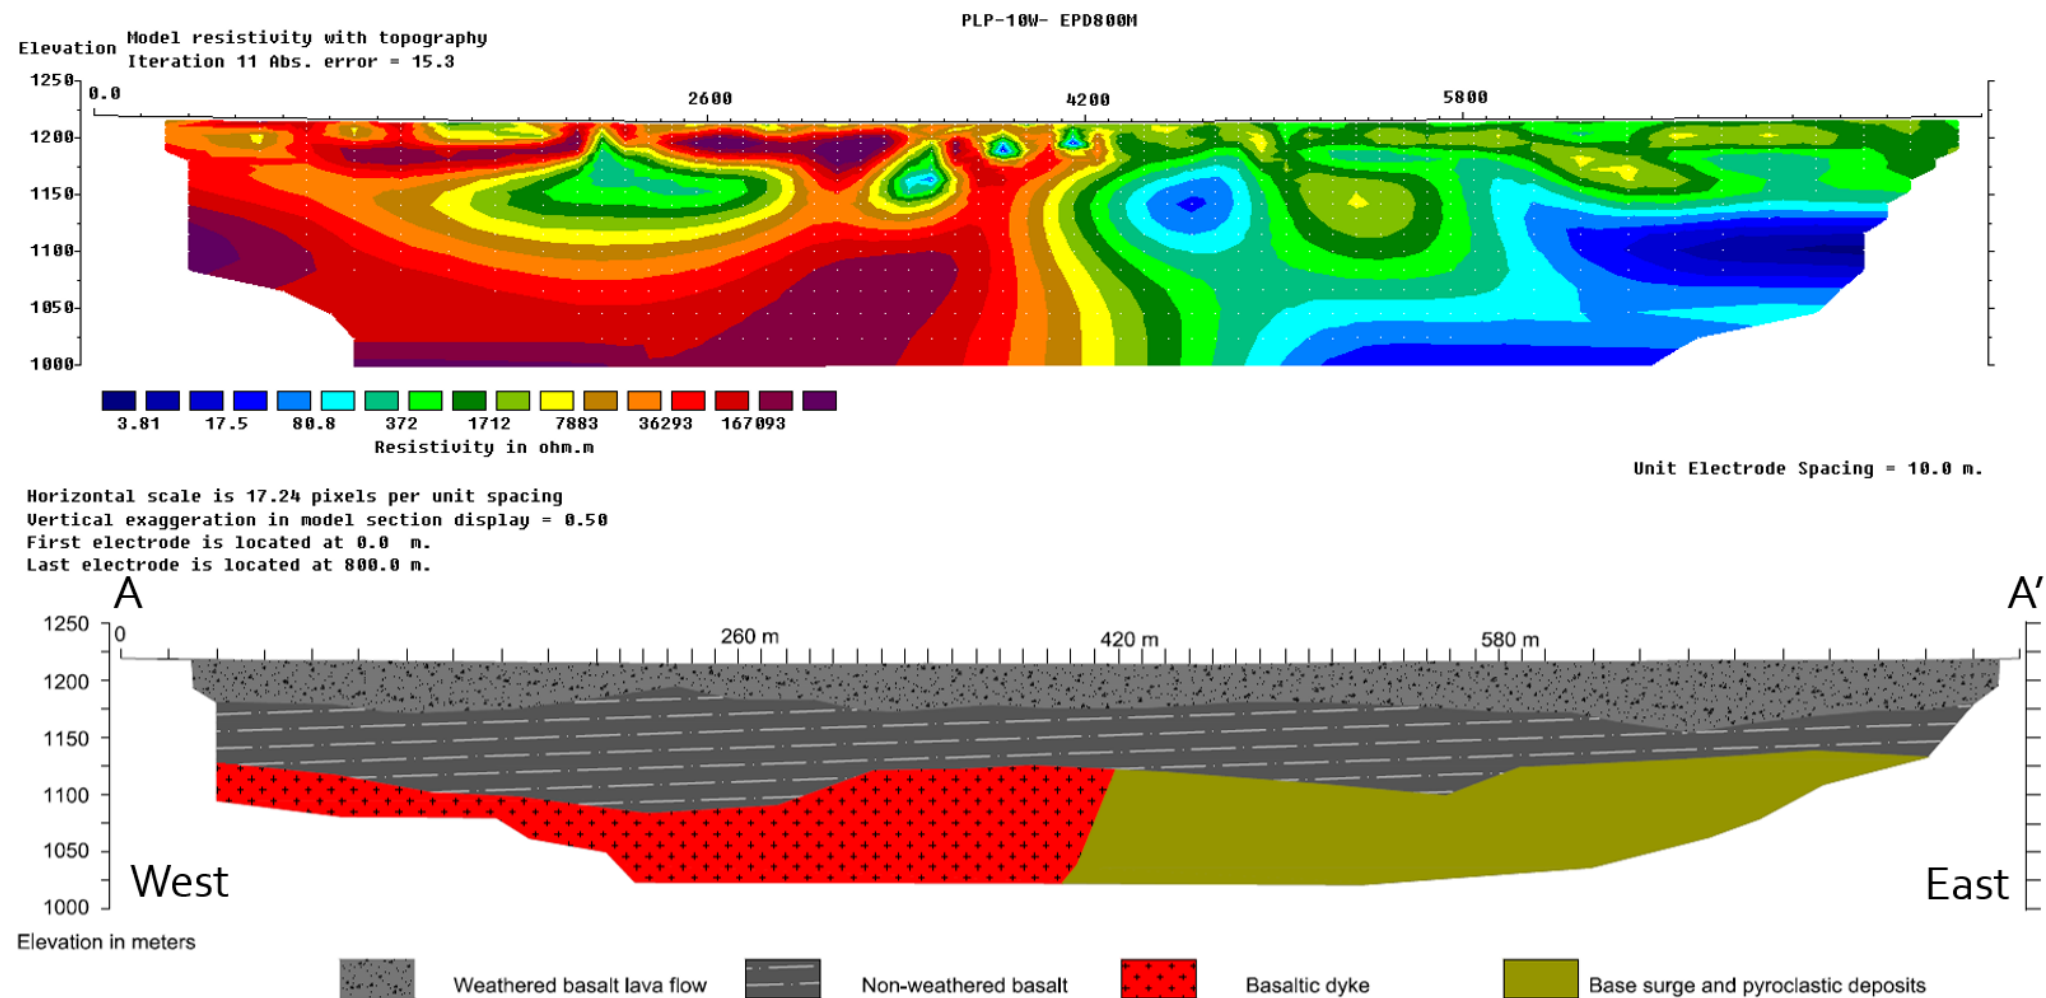 PLP-10W- EPD800M
Model resistivity with topography
Elevation
Iteration 11 Abs. error = 15.3
1250
0.0
2600
4200
5800
1200
1150
1100
1050
1000
3.81
17.5
80.8
372
1712
7883
36293
167093
Resistivity in ohm.m
Unit Electrode Spacing = 10.0 m.
Horizontal scale is 17.24 pixels per unit spacing
Vertical exaggeration in model section display = 0.50
First electrode is located at 0.0 m.
Last electrode is located at 800.0 m.
A
A'
1250
0
260 m
420 m
580 m
1200
1150
1100
1050
1000
West
East
Elevation in meters
Weathered basalt lava flow
Non-weathered basalt
Basaltic dyke
Base surge and pyroclastic deposits